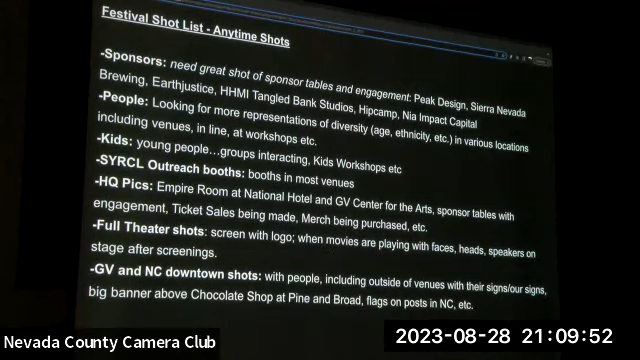 Festival Shot List - Anytime Shots
-Sponsors: need great shot of sponsor tables and engagement: Peak Design, Sierra Nevada
Brewing, Earthjustice, HHMI Tangled Bank Studios, Hipcamp, Nia Impact Capital
-People: Looking for more representations of diversity (age, ethnicity, etc.) in various locations
including venues, in line, at workshops etc.
-Kids: young people…groups interacting, Kids Workshops etc
-SYRCL Outreach booths: booths in most venues
-HQ Pics: Empire Room at National Hotel and GV Center for the Arts, sponsor tables with
engagement, Ticket Sales being made, Merch being purchased, etc.
-Full Theater shots: screen with logo; when movies are playing with faces, heads, speakers on
stage after screenings.
-GV and NC downtown shots: with people, including outside of venues with their signs/our signs,
big banner above Chocolate Shop at Pine and Broad, flags on posts in NC, etc.
Nevada County Camera Club
2023-08-28 21:09:52